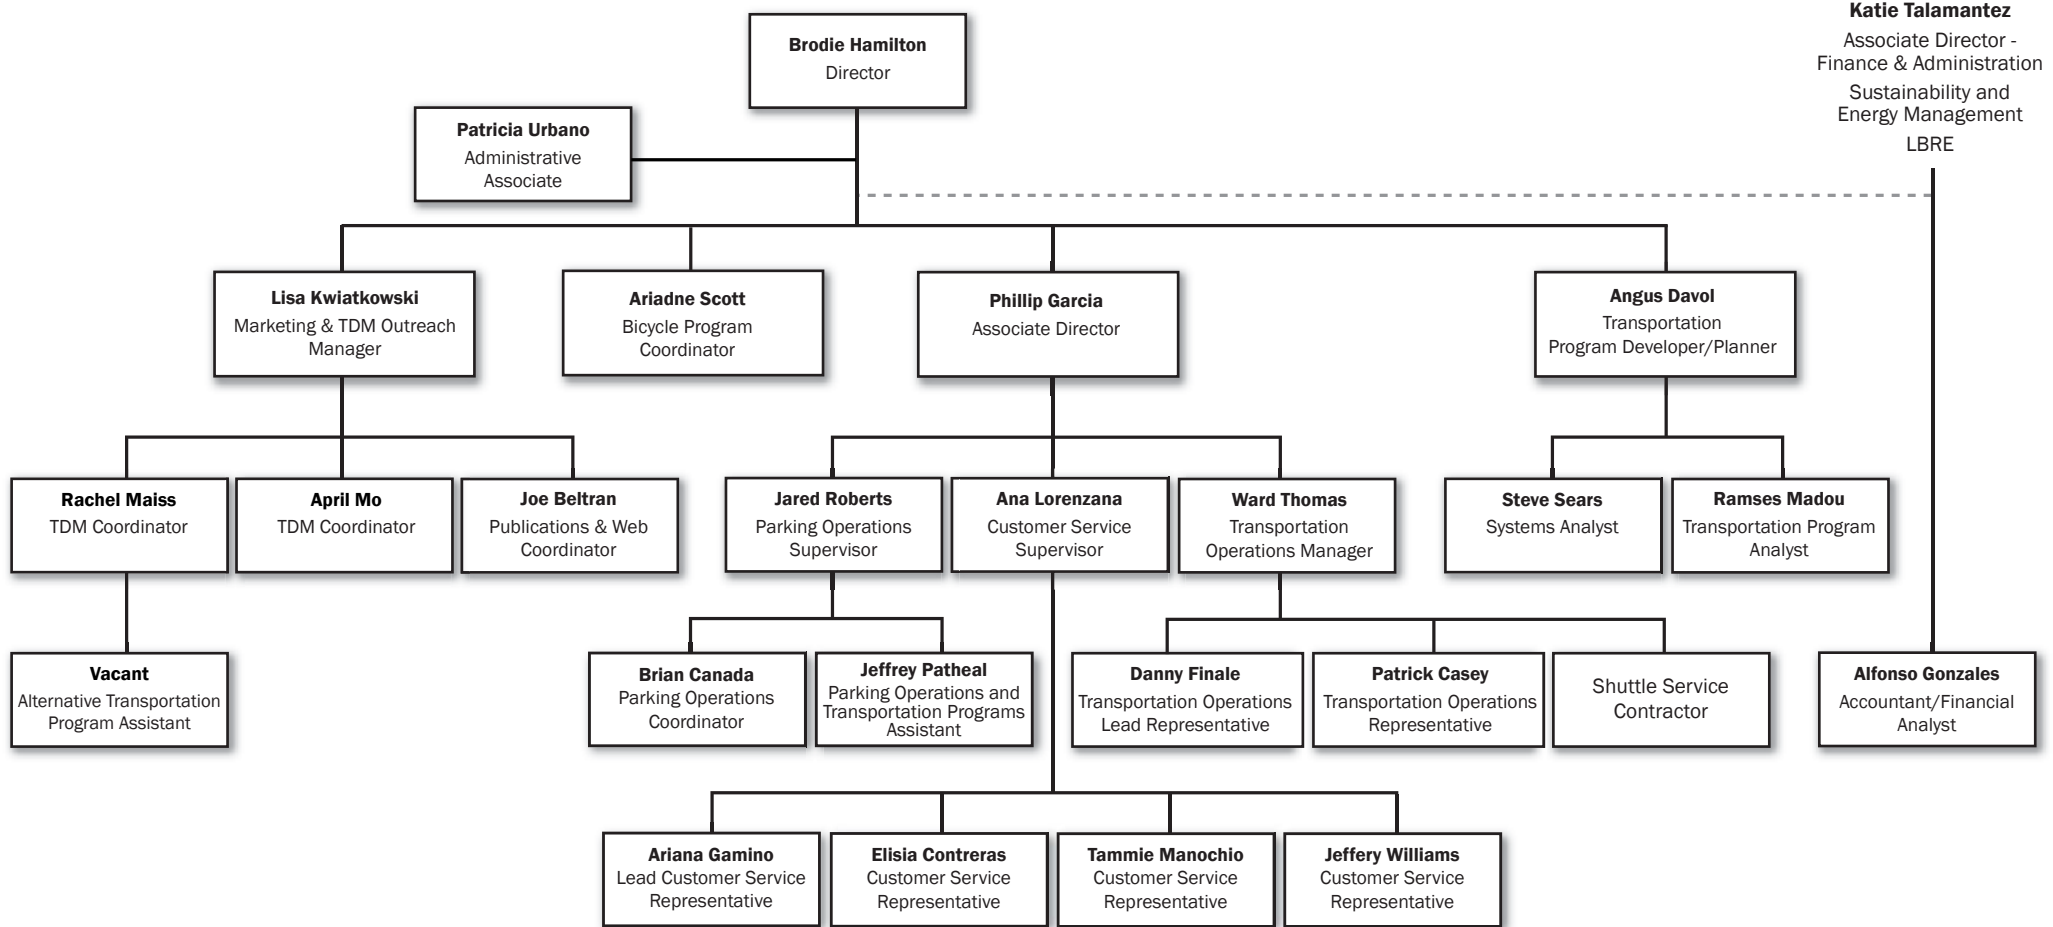 Katie Talamantez
Associate Director -
Finance & Administration
Sustainability and
Energy Management
LBRE
Brodie Hamilton
Director
Patricia Urbano
Administrative
Associate
Lisa Kwiatkowski
Marketing & TDM Outreach
Manager
Ariadne Scott
Bicycle Program
Coordinator
Phillip Garcia
Associate Director
Angus Davol
Transportation
Program Developer/Planner
Rachel Maiss
TDM Coordinator
April Mo
TDM Coordinator
Joe Beltran
Publications & Web
Coordinator
Jared Roberts
Parking Operations
Supervisor
Ana Lorenzana
Customer Service
Supervisor
Ward Thomas
Transportation
Operations Manager
Steve Sears
Systems Analyst
Ramses Madou
Transportation Program
Analyst
Vacant
Alternative Transportation
Program Assistant
Brian Canada
Parking Operations
Coordinator
Jeffrey Patheal
Parking Operations and
Transportation Programs
Assistant
Danny Finale
Transportation Operations
Lead Representative
Patrick Casey
Transportation Operations
Representative
Shuttle Service
Contractor
Alfonso Gonzales
Accountant/Financial
Analyst
Ariana Gamino
Lead Customer Service
Representative
Elisia Contreras
Customer Service
Representative
Tammie Manochio
Customer Service
Representative
Jeffery Williams
Customer Service
Representative